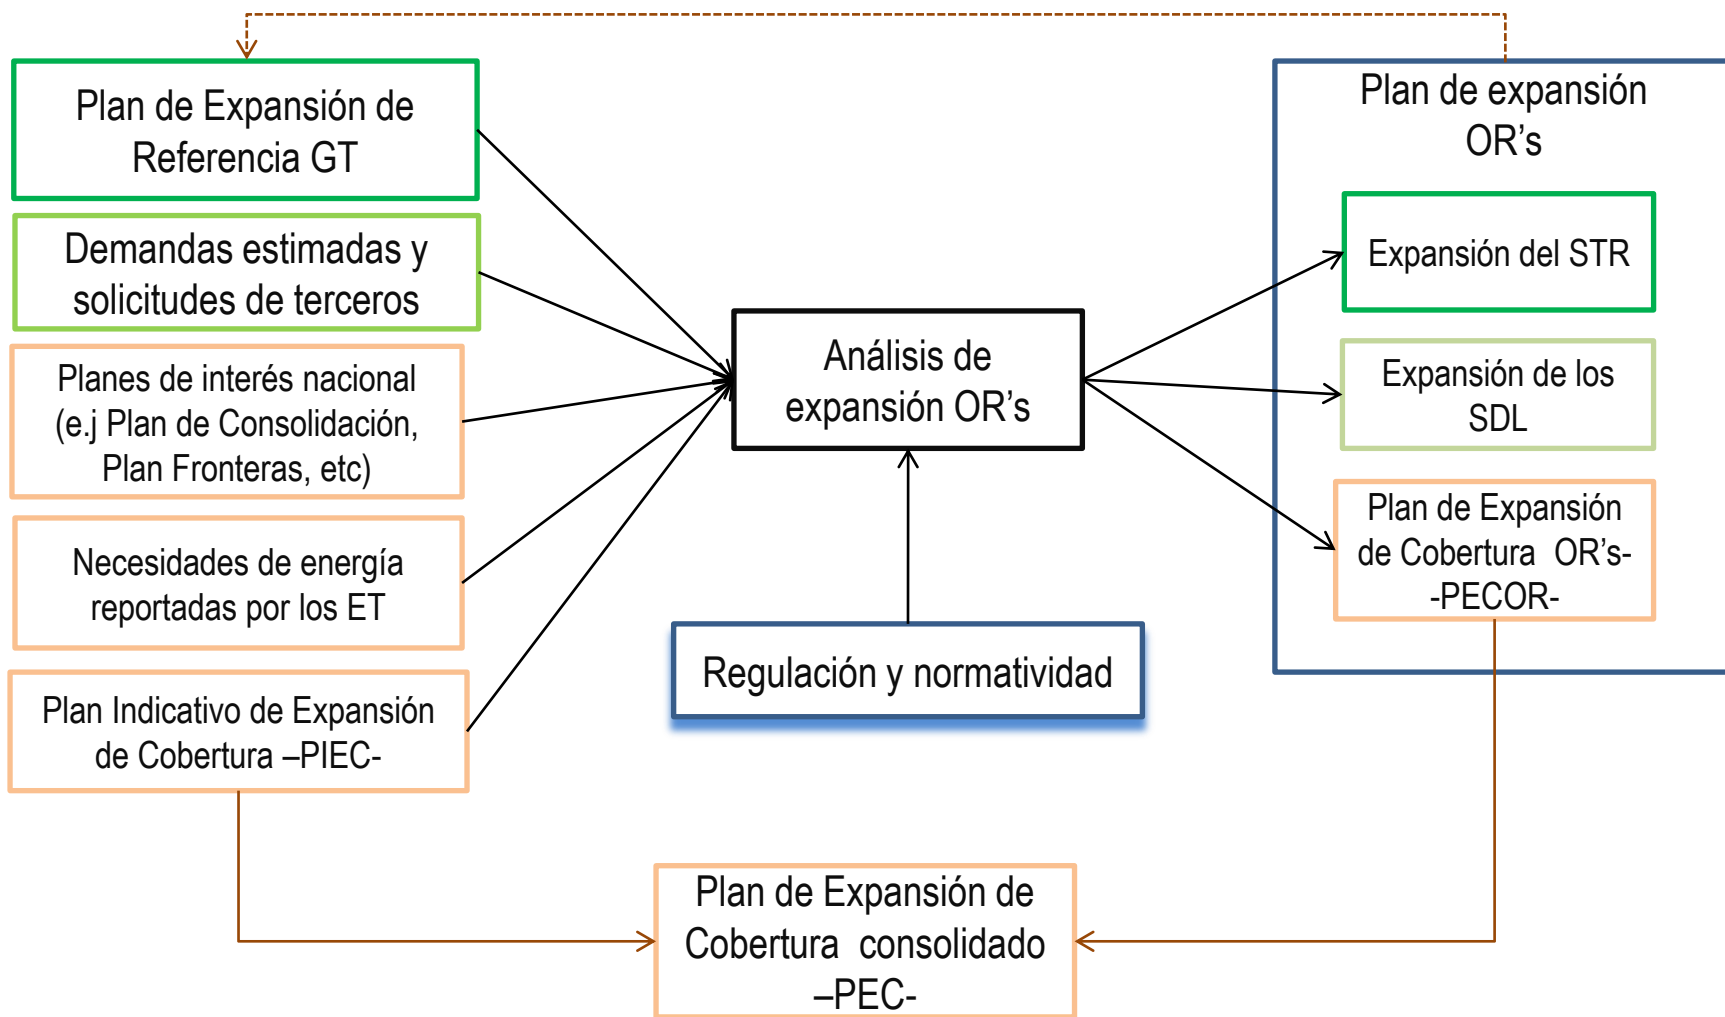 Plan de Expansión de
Referencia GT
Demandas estimadas y
solicitudes de terceros
Planes de interés nacional
(e.j Plan de Consolidación,
Plan Fronteras, etc)
Necesidades de energía
reportadas por los ET
Plan Indicativo de Expansión
de Cobertura –PIEC-
Análisis de
expansión OR’s
Regulación y normatividad
Plan de expansión
OR’s
Expansión del STR
Expansión de los
SDL
Plan de Expansión
de Cobertura OR’s-
-PECOR-
Plan de Expansión de
Cobertura consolidado
–PEC-